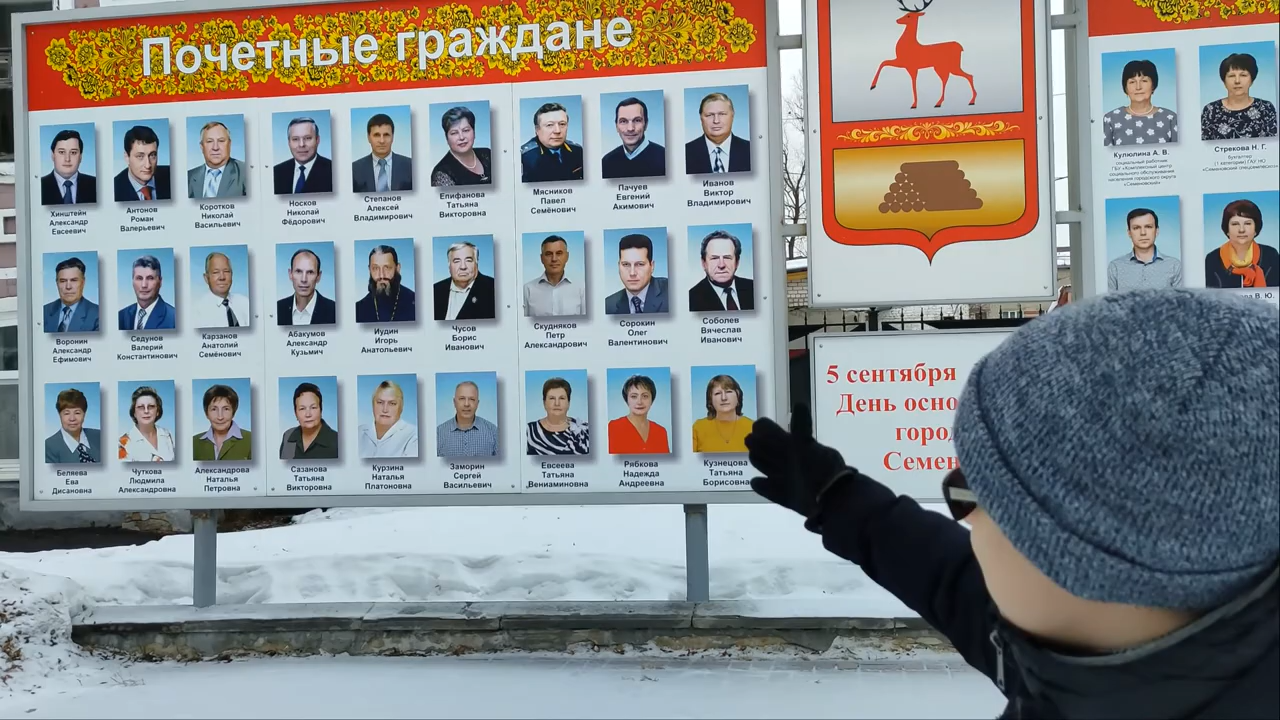 Почетные граждане
Хинштейн
Александр
Евсеевич
Антонов
Роман
Валерьевич
Коротков
Николай
Васильевич
Носков
Николай
Фёдорович
Степанов
Алексей
Владимирович
Епифанова
Татьяна
Викторовна
Мясников
Павел
Семёнович
Пачуев
Евгений
Акимович
Иванов
Виктор
Владимирович
Воронин
Александр
Ефимович
Седунов
Валерий
Константинович
Карзанов
Анатолий
Семёнович
Абакумов
Александр
Кузьмич
Иудин
Игорь
Анатольевич
Чусов
Борис
Иванович
Скудняков
Петр
Александрович
Сорокин
Олег
Валентинович
Соболев
Вячеслав
Иванович
Беляева
Ева
Дисановна
Чуткова
Людмила
Александровна
Александрова
Наталья
Петровна
Сазанова
Татьяна
Викторовна
Курзина
Наталья
Платоновна
Заморин
Сергей
Васильевич
Евсеева
Татьяна
Вениаминовна
Рябкова
Надежда
Андреевна
Кузнецова
Татьяна
Борисовна
5 сентября
День осно
горо
Семен
Кулюлина А. В.
социальный работник
Стрекова Н. Г.
бухгалтер
В. Ю.